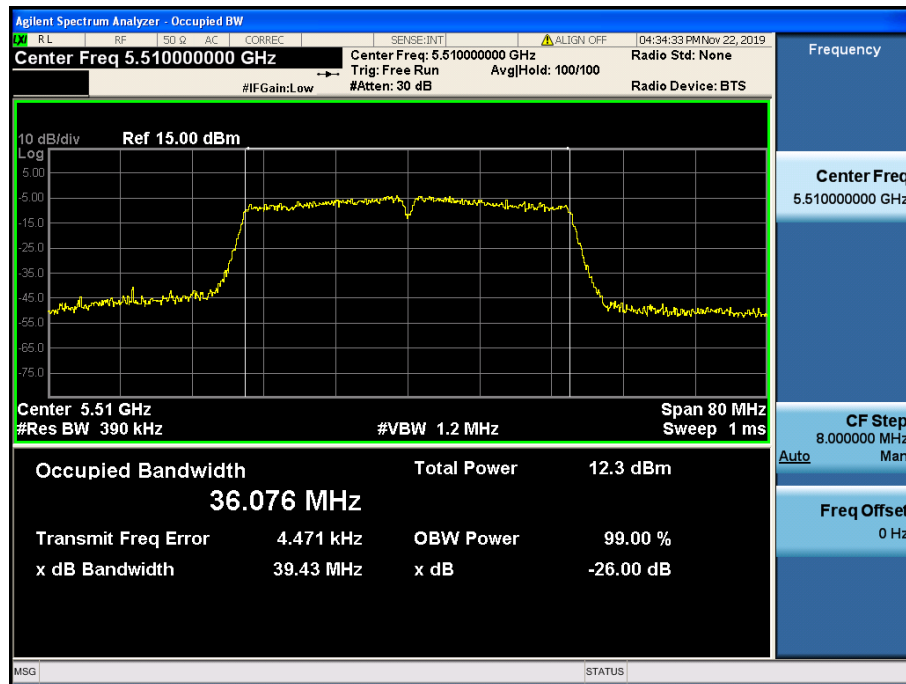 Agilent Spectrum Analyzer - Occupied BW
LXI RL RF 50 Ω AC CORREC SENSE:INT ALIGN OFF 04:34:33 PM Nov 22, 2019
Center Freq 5.510000000 GHz
Center Freq: 5.510000000 GHz Radio Std: None
Trig: Free Run Avg|Hold: 100/100
#IFGain:Low #Atten: 30 dB Radio Device: BTS
10 dB/div Ref 15.00 dBm
Log
5.00
-5.00
-15.0
-25.0
-35.0
-45.0
-55.0
-65.0
-75.0
Center 5.51 GHz Span 80 MHz
#Res BW 390 kHz #VBW 1.2 MHz Sweep 1 ms
Occupied Bandwidth Total Power 12.3 dBm
36.076 MHz
Transmit Freq Error 4.471 kHz OBW Power 99.00 %
x dB Bandwidth 39.43 MHz x dB -26.00 dB
MSG STATUS
Frequency
Center Freq
5.510000000 GHz
CF Step
8.000000 MHz
Auto Man
Freq Offset
0 Hz